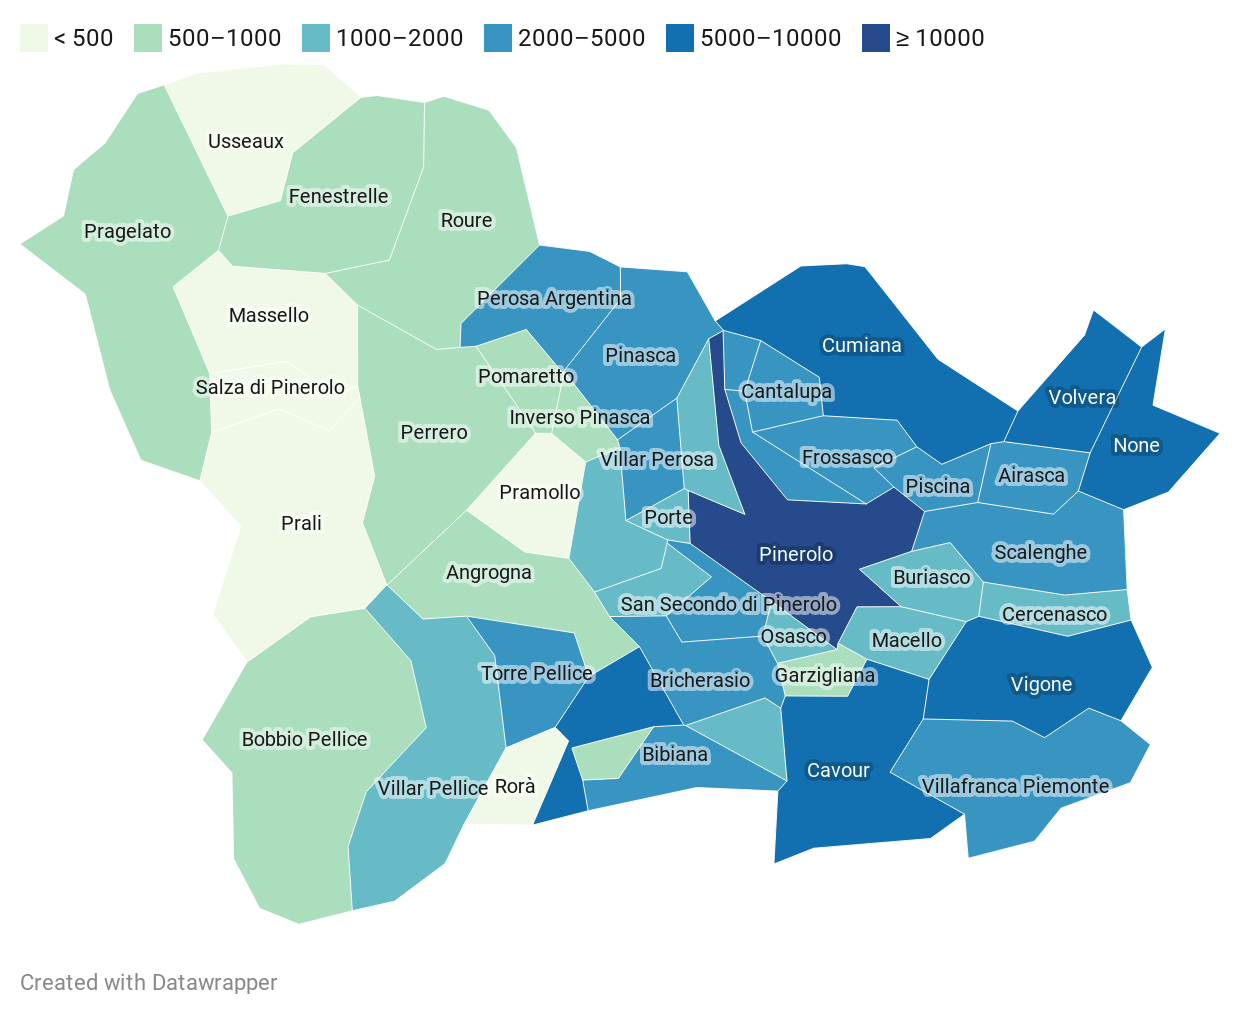 < 500 500–1000 1000–2000 2000–5000 5000–10000 ≥ 10000
Usseaux
Fenestrelle
Roure
Pragelato
Perosa Argentina
Massello
Cumiana
Pinasca
Pomaretto
Salza di Pinerolo
Cantalupa
Volvera
Inverso Pinasca
Perrero
None
Villar Perosa
Frossasco
Airasca
Piscina
Pramollo
Porte
Prali
Pinerolo
Scalenghe
Angrogna
Buriasco
San Secondo di Pinerolo
Cercenasco
Osasco
Macello
Torre Pellice
Bricherasio
Garzigliana
Vigone
Bobbio Pellice
Bibiana
Cavour
Villar Pellice
Rorà
Villafranca Piemonte
Created with Datawrapper